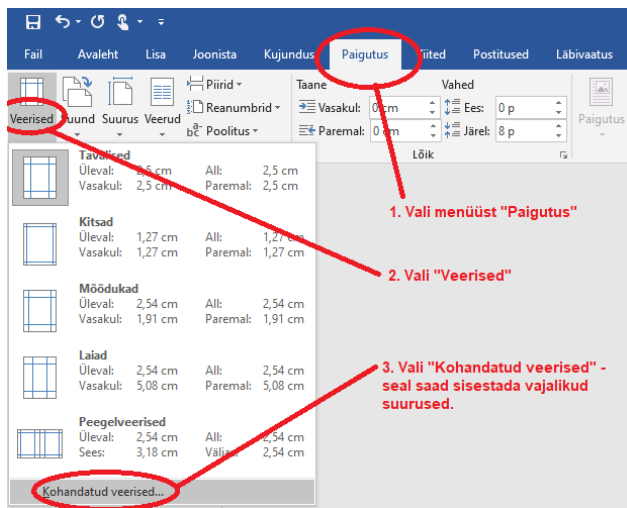 Fail Avaleht Lisa Joonista Kujundus Paigutus Viited Postitused Läbivaatus
Veerised Suund Suurus Veerud
Piirid
Reanumbrid
Poolitus
Taane Vahed
Vasakul: 0 cm Ees: 0 p
Paremal: 0 cm Järel: 8 p
Paigutus
Lõik
Tavalised
Üleval: 2,5 cm All: 2,5 cm
Vasakul: 2,5 cm Paremal: 2,5 cm
1. Vali menüüst "Paigutus"
Kitsad
Üleval: 1,27 cm All: 1,27 cm
Vasakul: 1,27 cm Paremal: 1,27 cm
2. Vali "Veerised"
Möödukad
Üleval: 2,54 cm All: 2,54 cm
Vasakul: 1,91 cm Paremal: 1,91 cm
Laiad
Üleval: 2,54 cm All: 2,54 cm
Vasakul: 5,08 cm Paremal: 5,08 cm
3. Vali "Kohandatud veerised" -
seal saad sisestada vajalikud
suurused.
Peegelveerised
Üleval: 2,54 cm All: 2,54 cm
Sees: 3,18 cm Väljas: 2,54 cm
Kohandatud veerised...